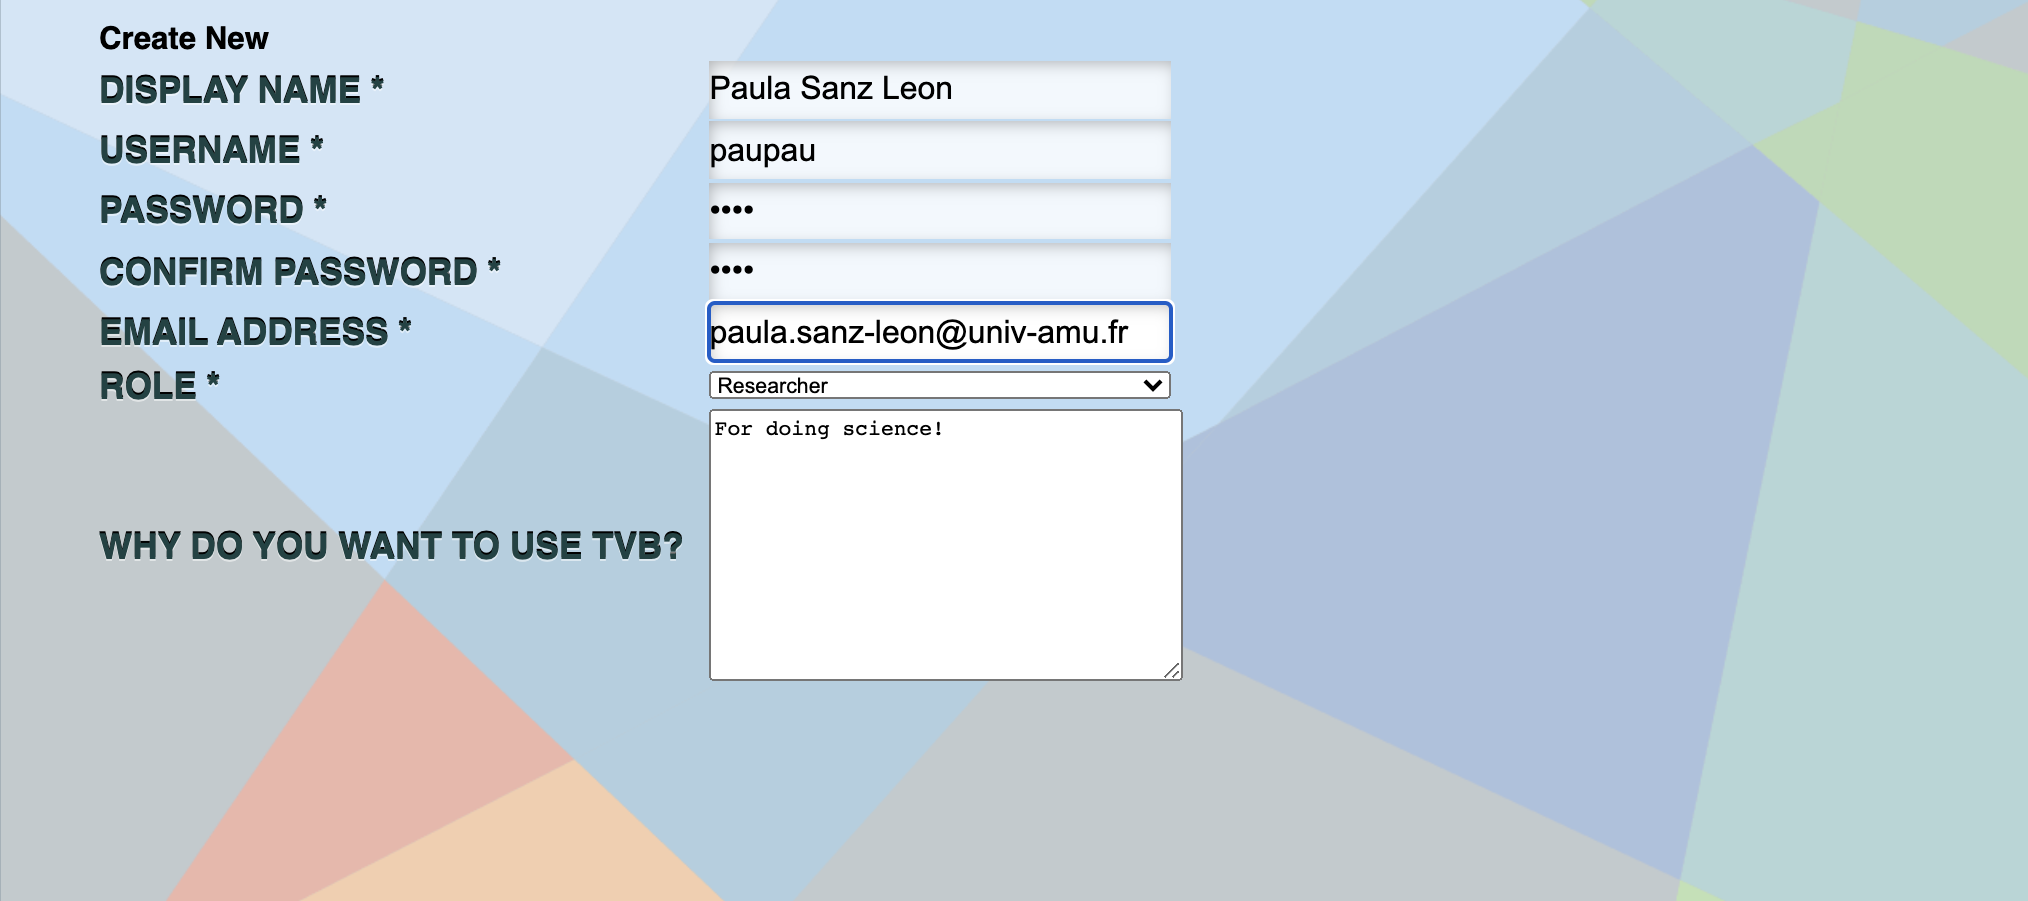 Create New
DISPLAY NAME * Paula Sanz Leon
USERNAME * paupau
PASSWORD * ••••
CONFIRM PASSWORD * ••••
EMAIL ADDRESS * paula.sanz-leon@univ-amu.fr
ROLE * Researcher
For doing science!
WHY DO YOU WANT TO USE TVB?